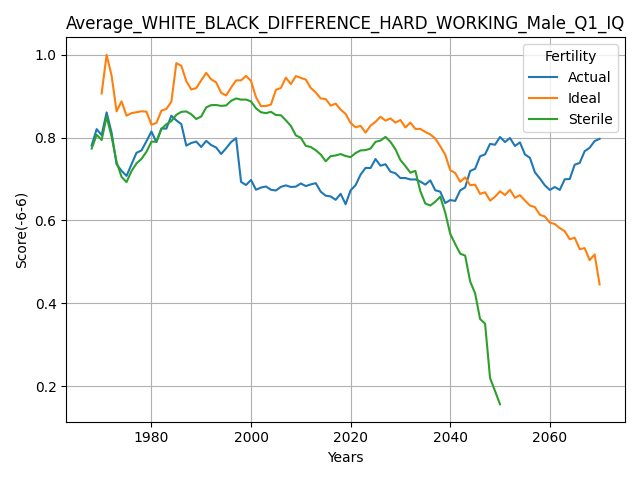 Average_WHITE_BLACK_DIFFERENCE_HARD_WORKING_Male_Q1_IQ
Fertility
Actual
Ideal
Sterile
Score(-6-6)
1.0
0.8
0.6
0.4
0.2
1980
2000
2020
2040
2060
Years